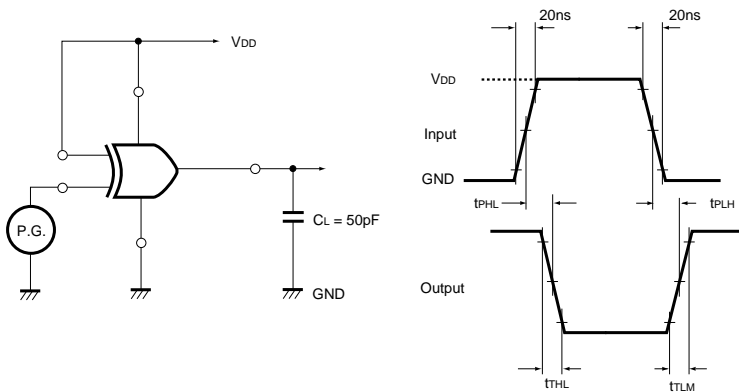 VDD
P.G.
CL = 50pF
GND
20ns
20ns
VDD
Input
GND
tPHL
tPLH
Output
tTHL
tTLM